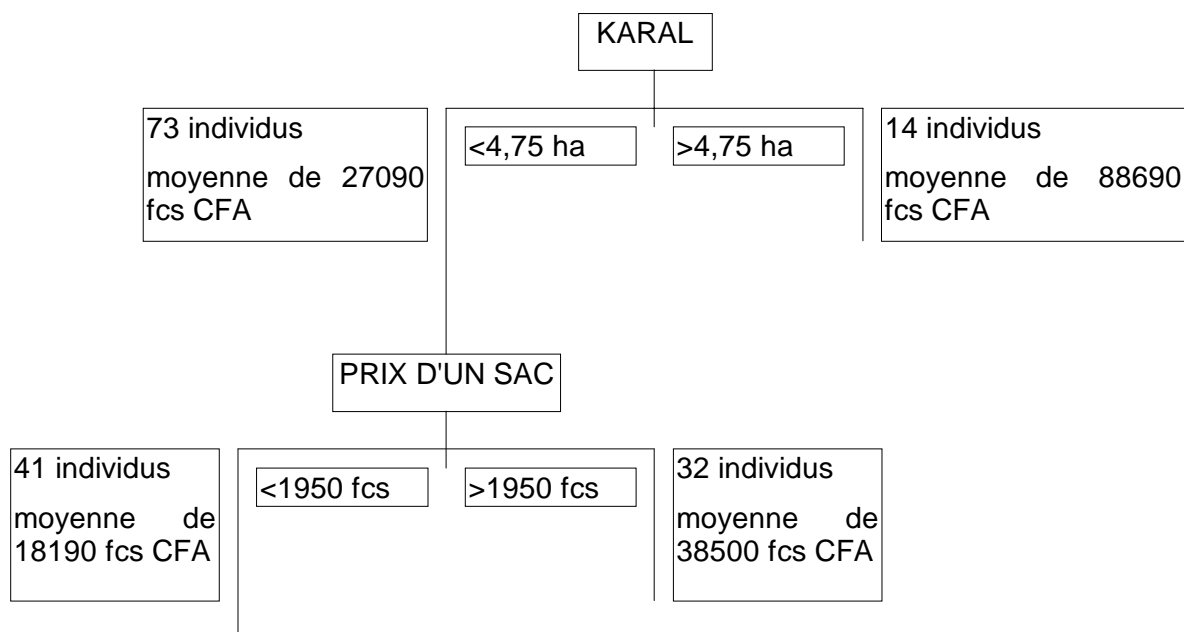 KARAL
73 individus
moyenne de 27090
fcs CFA
<4,75 ha
>4,75 ha
14 individus
moyenne de 88690
fcs CFA
PRIX D'UN SAC
41 individus
moyenne de
18190 fcs CFA
<1950 fcs
>1950 fcs
32 individus
moyenne de
38500 fcs CFA